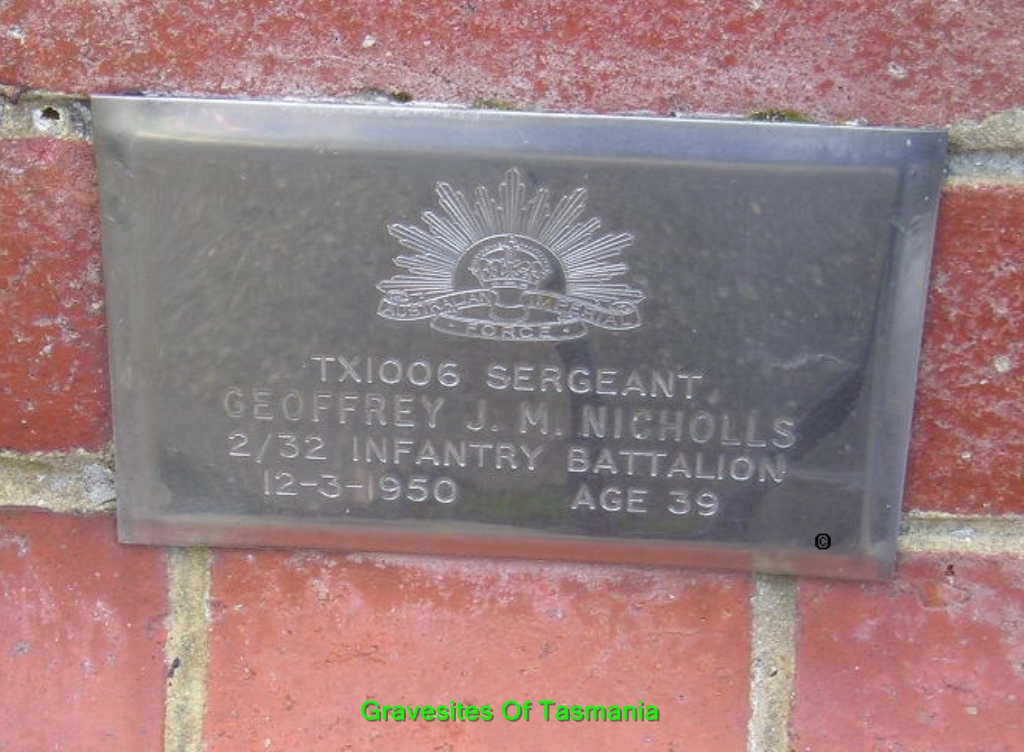 AUSTRALIAN IMPERIAL
FORCE
TX1006 SERGEANT
GEOFFREY J. M. NICHOLLS
2/32 INFANTRY BATTALION
12-3-1950 AGE 39
©
Gravesites Of Tasmania